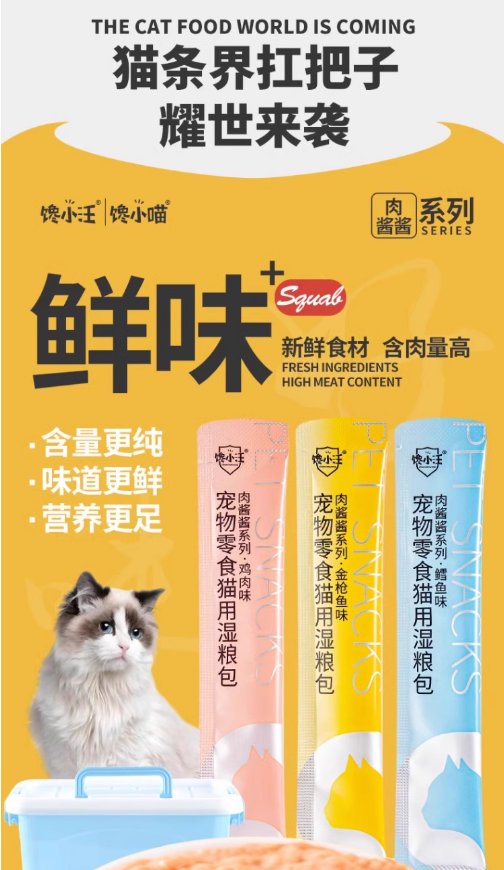 THE CAT FOOD WORLD IS COMING
猫条界扛把子
耀世来袭
馋小汪® 馋小喵®
肉酱酱 系列
SERIES
鲜味+
Squab
新鲜食材 含肉量高
FRESH INGREDIENTS
HIGH MEAT CONTENT
·含量更纯
·味道更鲜
·营养更足
馋小汪
PET SNACKS
肉酱酱系列·鸡肉味
宠物零食猫用湿粮包
馋小汪
PET SNACKS
肉酱酱系列·金枪鱼味
宠物零食猫用湿粮包
馋小汪
PET SNACKS
肉酱酱系列·鳕鱼味
宠物零食猫用湿粮包